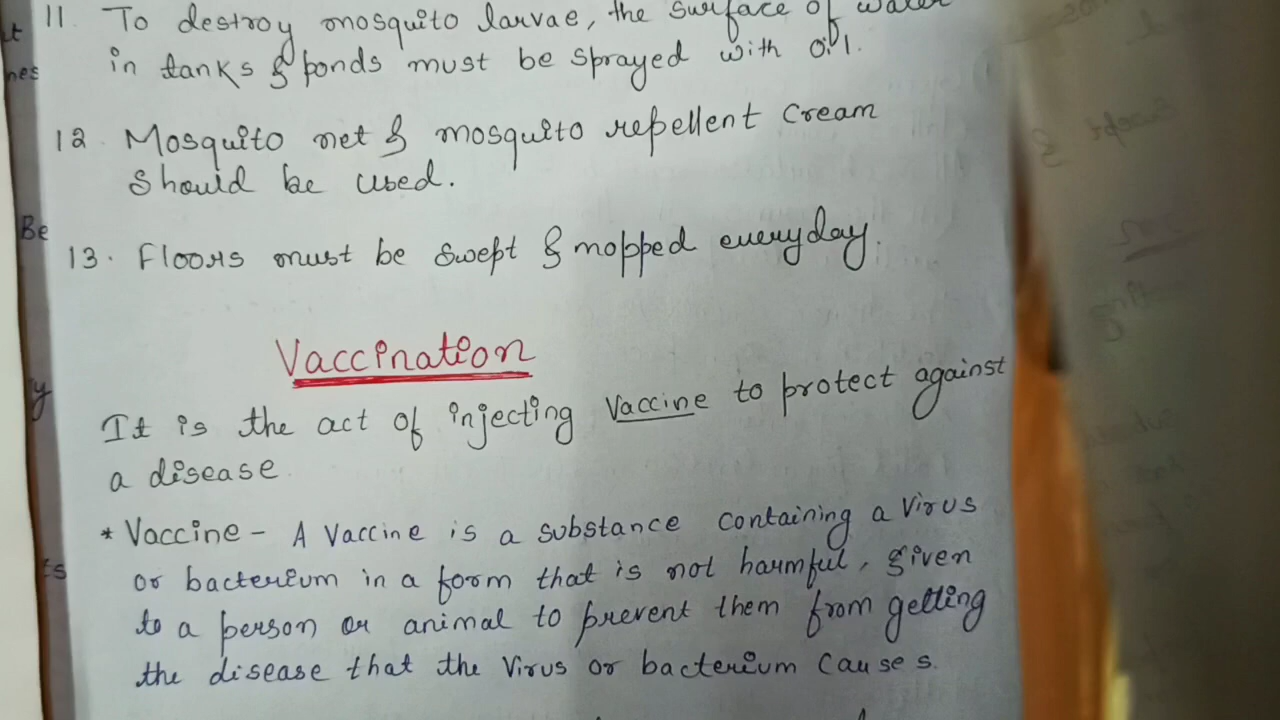 11. To destroy mosquito larvae, the surface of water
in tanks & ponds must be sprayed with oil.
12. Mosquito net & mosquito repellent cream
should be used.
13. Floors must be swept & mopped everyday.
Vaccination
It is the act of injecting vaccine to protect against
a disease.
* Vaccine - A vaccine is a substance containing a virus
or bacterium in a form that is not harmful, given
to a person or animal to prevent them from getting
the disease that the virus or bacterium causes.
Be
y
ts